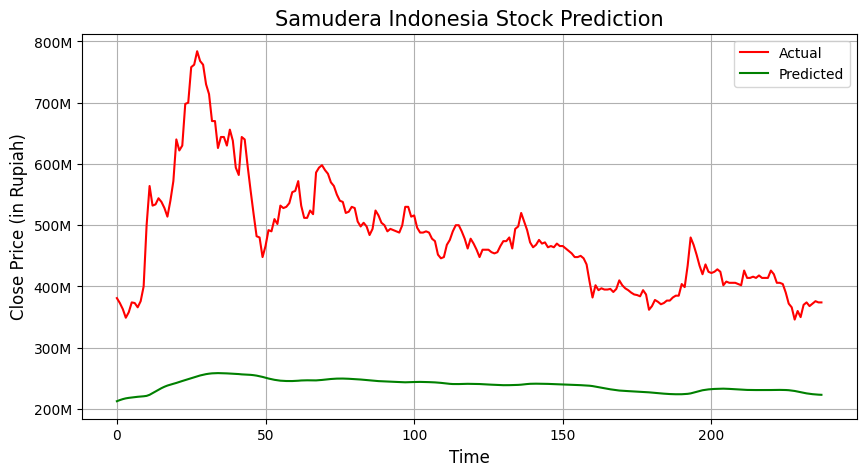 Samudera Indonesia Stock Prediction
Actual
Predicted
Close Price (in Rupiah)
800M
700M
600M
500M
400M
300M
200M
0 50 100 150 200
Time